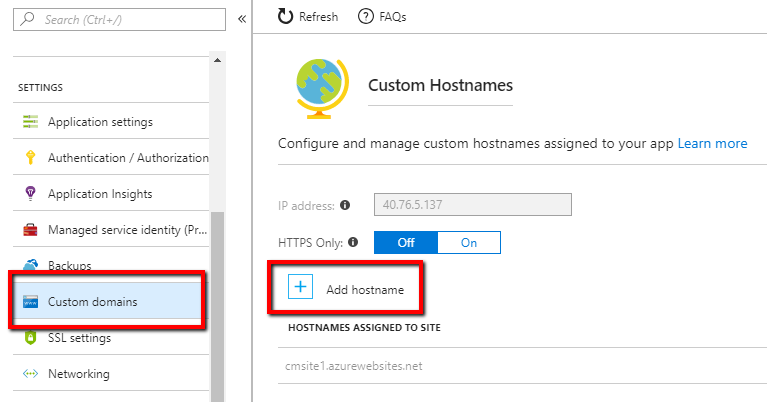 Search (Ctrl+/)
«
SETTINGS
Application settings
Authentication / Authorization
Application Insights
Managed service identity (Pr...
Backups
Custom domains
SSL settings
Networking
Refresh
FAQs
Custom Hostnames
Configure and manage custom hostnames assigned to your app Learn more
IP address: 40.76.5.137
HTTPS Only: Off On
Add hostname
HOSTNAMES ASSIGNED TO SITE
cmsite1.azurewebsites.net